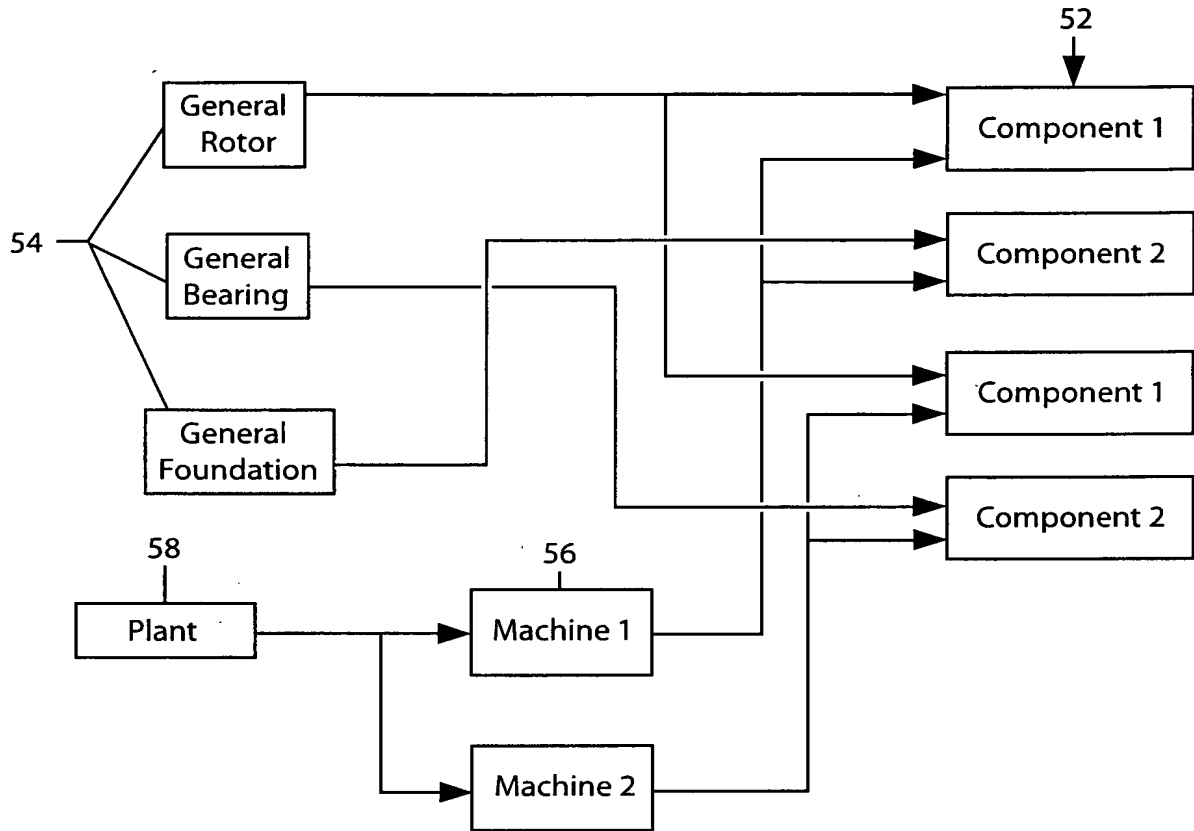 52
General
Rotor
Component 1
54
General
Bearing
Component 2
Component 1
General
Foundation
Component 2
58
56
Plant
Machine 1
Machine 2